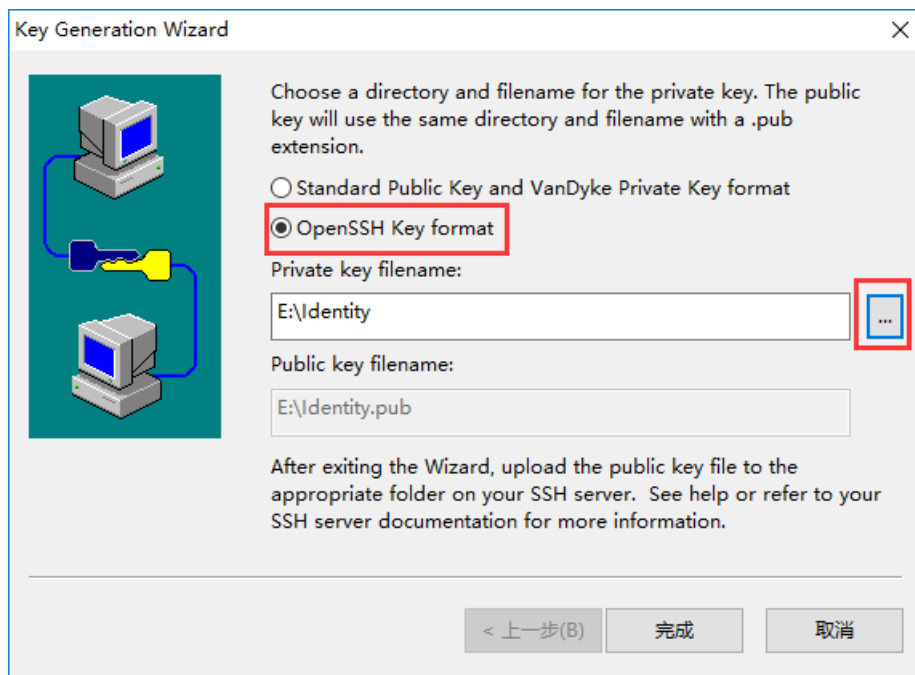 Key Generation Wizard
Choose a directory and filename for the private key. The public
key will use the same directory and filename with a .pub
extension.
Standard Public Key and VanDyke Private Key format
OpenSSH Key format
Private key filename:
E:\Identity
...
Public key filename:
E:\Identity.pub
After exiting the Wizard, upload the public key file to the
appropriate folder on your SSH server. See help or refer to your
SSH server documentation for more information.
< 上一步(B)
完成
取消